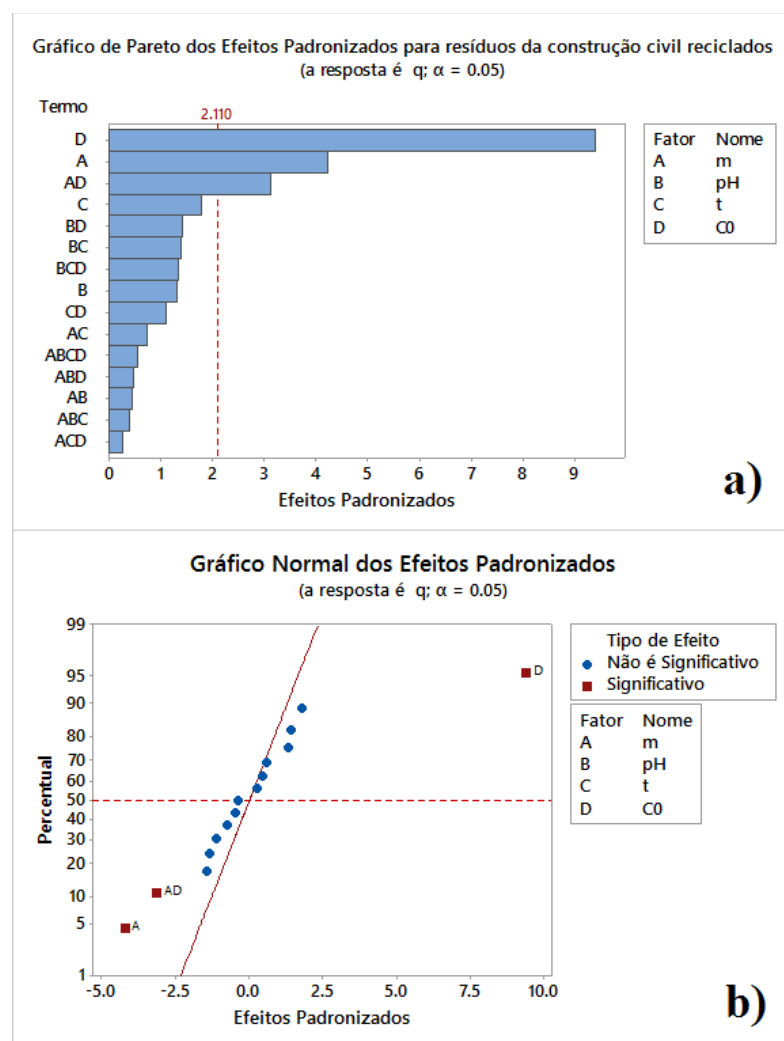 Gráfico de Pareto dos Efeitos Padronizados para resíduos da construção civil reciclados
(a resposta é q; α = 0.05)
Termo
2.110
D
A
AD
C
BD
BC
BCD
B
CD
AC
ABCD
ABD
AB
ABC
ACD
0 1 2 3 4 5 6 7 8 9
Efeitos Padronizados
Fator Nome
A m
B pH
C t
D C0
a)
Gráfico Normal dos Efeitos Padronizados
(a resposta é q; α = 0.05)
Percentual
99
95
90
80
70
60
50
40
30
20
10
5
1
D
AD
A
-5.0 -2.5 0.0 2.5 5.0 7.5 10.0
Efeitos Padronizados
Tipo de Efeito
Não é Significativo
Significativo
Fator Nome
A m
B pH
C t
D C0
b)